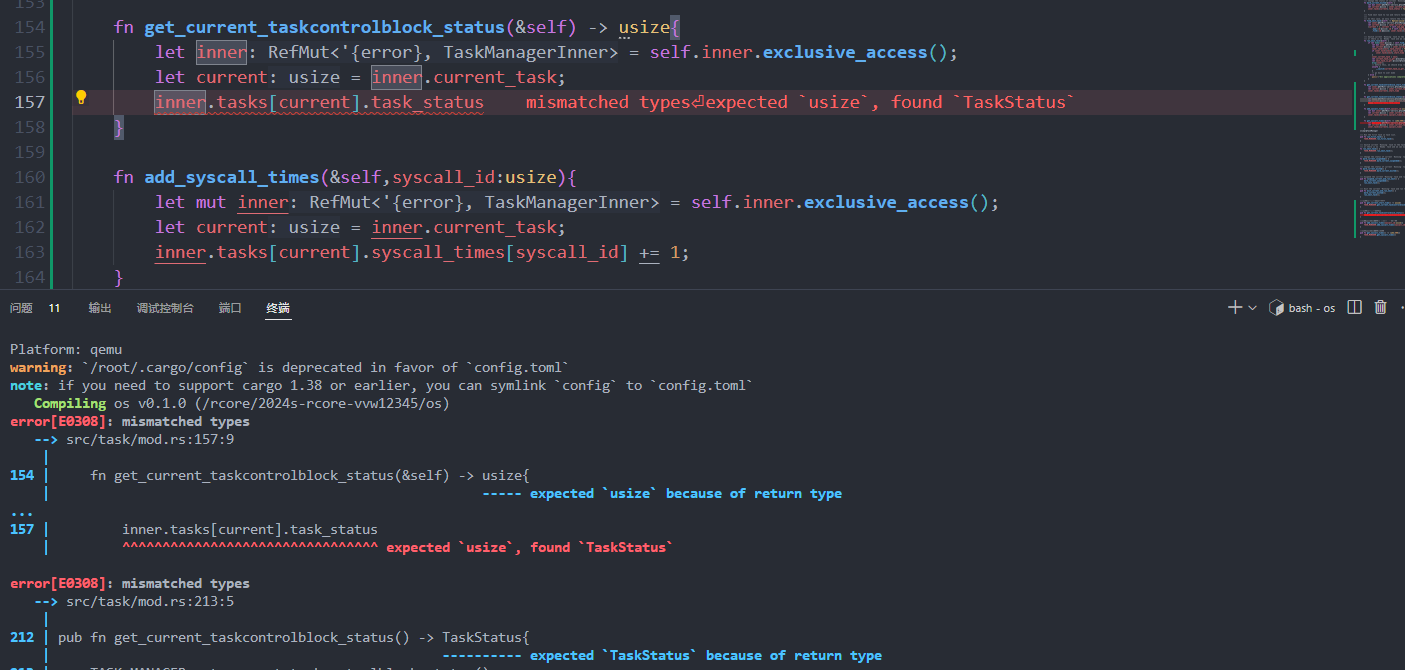 153
154 fn get_current_taskcontrolblock_status(&self) -> usize{
155 let inner: RefMut<'{error}, TaskManagerInner> = self.inner.exclusive_access();
156 let current: usize = inner.current_task;
157 inner.tasks[current].task_status mismatched types⏎expected `usize`, found `TaskStatus`
158 }
159
160 fn add_syscall_times(&self,syscall_id:usize){
161 let mut inner: RefMut<'{error}, TaskManagerInner> = self.inner.exclusive_access();
162 let current: usize = inner.current_task;
163 inner.tasks[current].syscall_times[syscall_id] += 1;
164 }
问题 11 输出 调试控制台 端口 终端 bash - os
Platform: qemu
warning: `/root/.cargo/config` is deprecated in favor of `config.toml`
note: if you need to support cargo 1.38 or earlier, you can symlink `config` to `config.toml`
Compiling os v0.1.0 (/rcore/2024s-rcore-vvw12345/os)
error[E0308]: mismatched types
--> src/task/mod.rs:157:9
|
154 | fn get_current_taskcontrolblock_status(&self) -> usize{
| ----- expected `usize` because of return type
...
157 | inner.tasks[current].task_status
| ^^^^^^^^^^^^^^^^^^^^^^^^^^^^^^^^ expected `usize`, found `TaskStatus`
error[E0308]: mismatched types
--> src/task/mod.rs:213:5
|
212 | pub fn get_current_taskcontrolblock_status() -> TaskStatus{
| ---------- expected `TaskStatus` because of return type